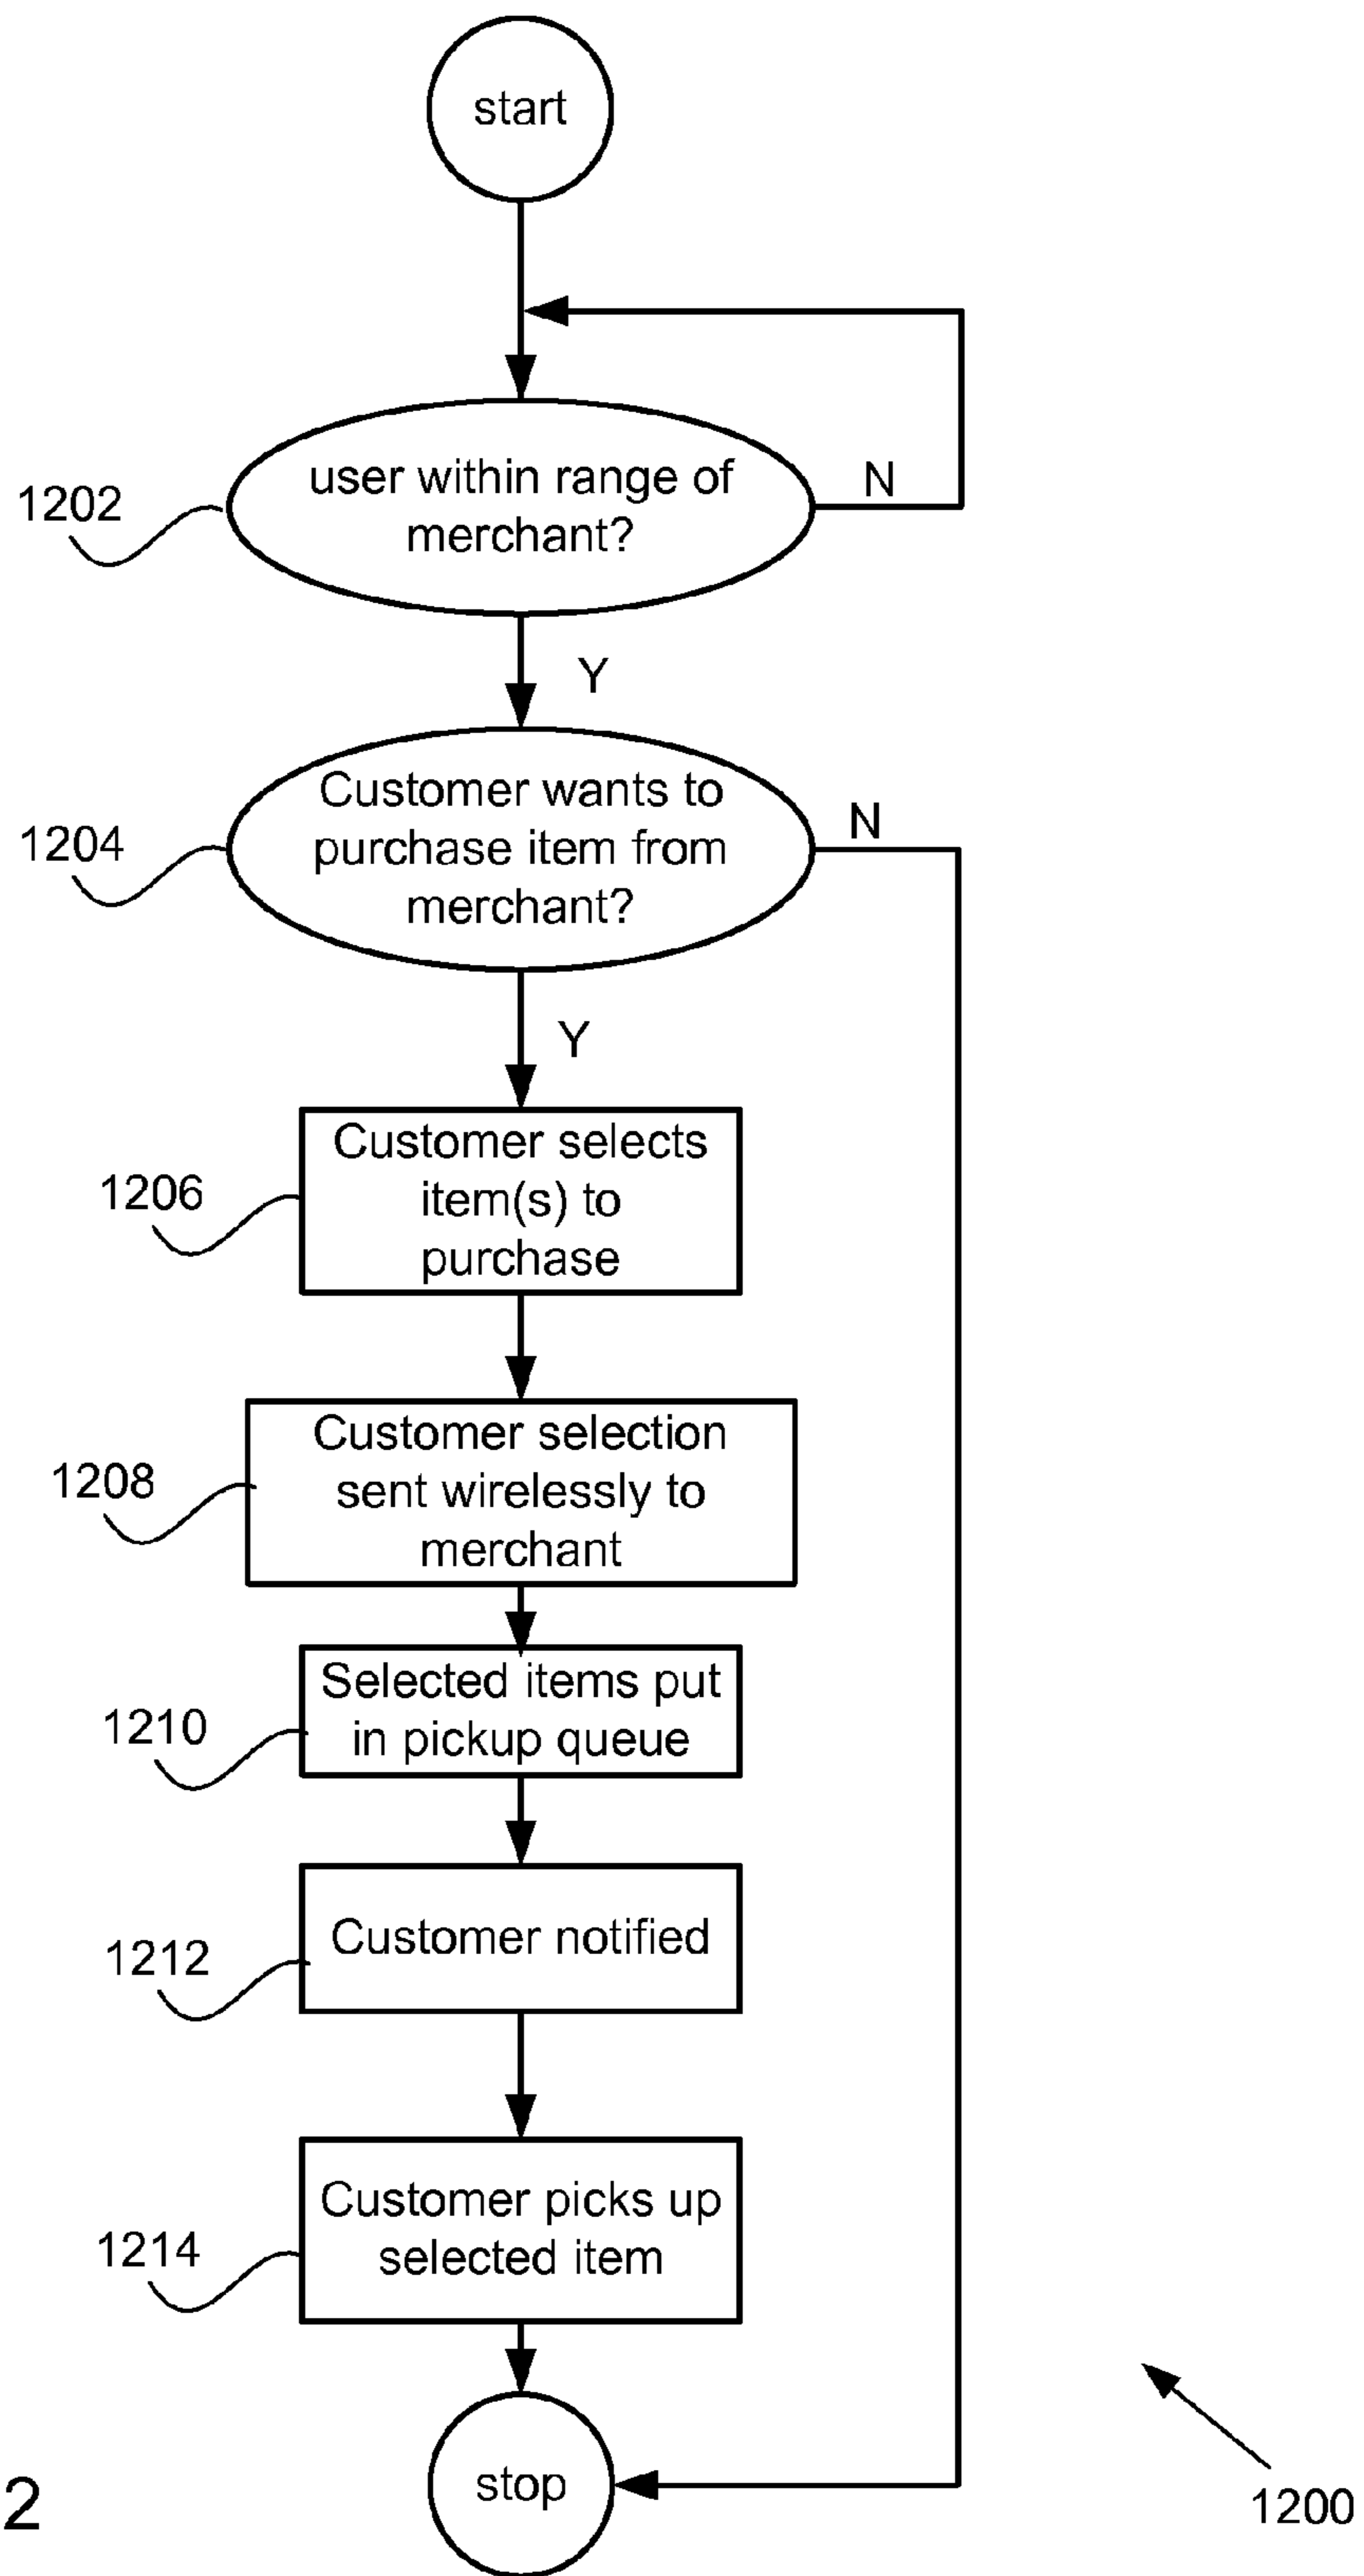 start
user within range of
merchant?
N
1202
Y
Customer wants to
purchase item from
merchant?
N
1204
Y
Customer selects
item(s) to
purchase
1206
Customer selection
sent wirelessly to
merchant
1208
Selected items put
in pickup queue
1210
Customer notified
1212
Customer picks up
selected item
1214
stop
2
1200